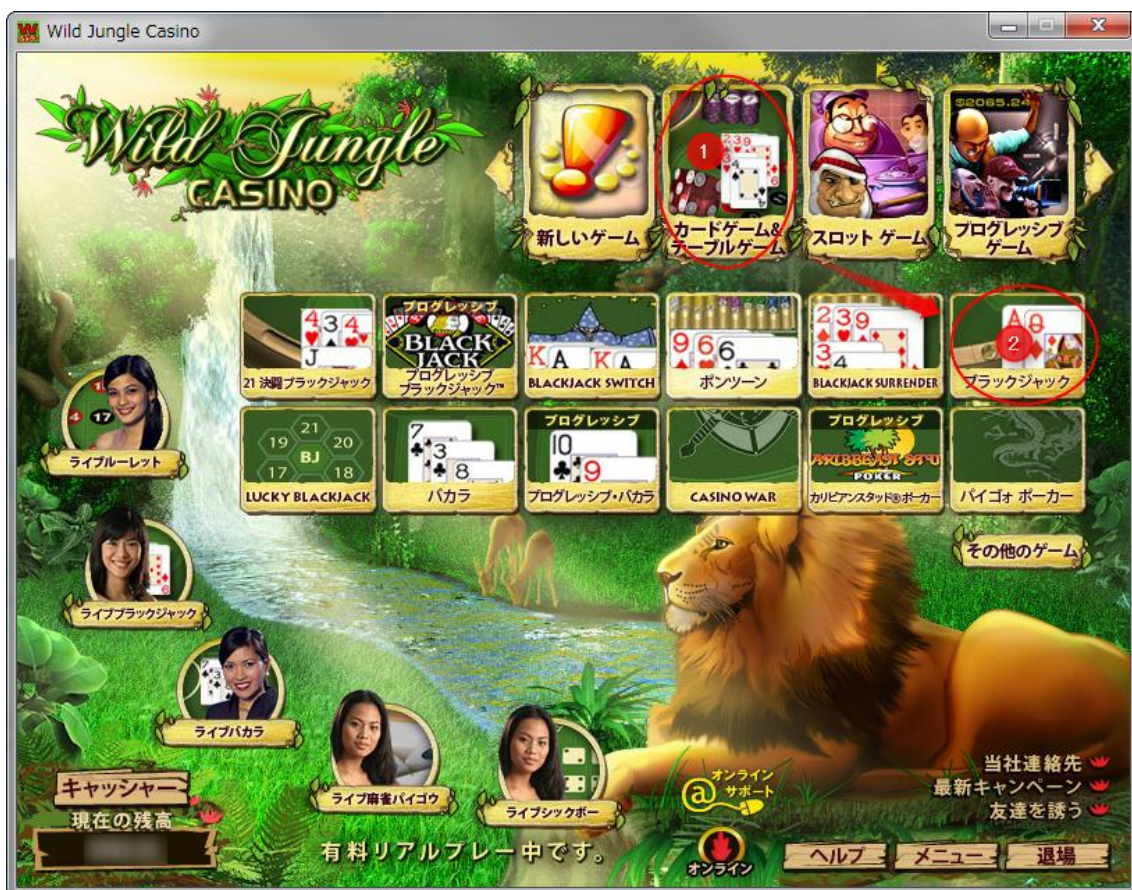 Wild Jungle Casino
Wild Jungle
CASINO
$2065.24
1
新しいゲーム
カードゲーム&
テーブルゲーム
スロット ゲーム
プログレッシブ
ゲーム
2
21 決闘ブラックジャック
プログレッシブ
BLACK
JACK
プログレッシブ
ブラックジャック™
BLACKJACK SWITCH
ポンツーン
BLACKJACK SURRENDER
ブラックジャック
19 21 20
BJ
17 18
LUCKY BLACKJACK
バカラ
プログレッシブ
プログレッシブ・バカラ
CASINO WAR
プログレッシブ
CARIBBEAN STUD
POKER
カリビアンスタッド®ポーカー
パイゴォ ポーカー
その他のゲーム
ライブルーレット
ライブブラックジャック
ライブバカラ
ライブ麻雀パイゴウ
ライブシックボー
キャッシャー
現在の残高
有料リアルプレー中です。
@
オンライン
サポート
オンライン
当社連絡先
最新キャンペーン
友達を誘う
ヘルプ
メニュー
退場